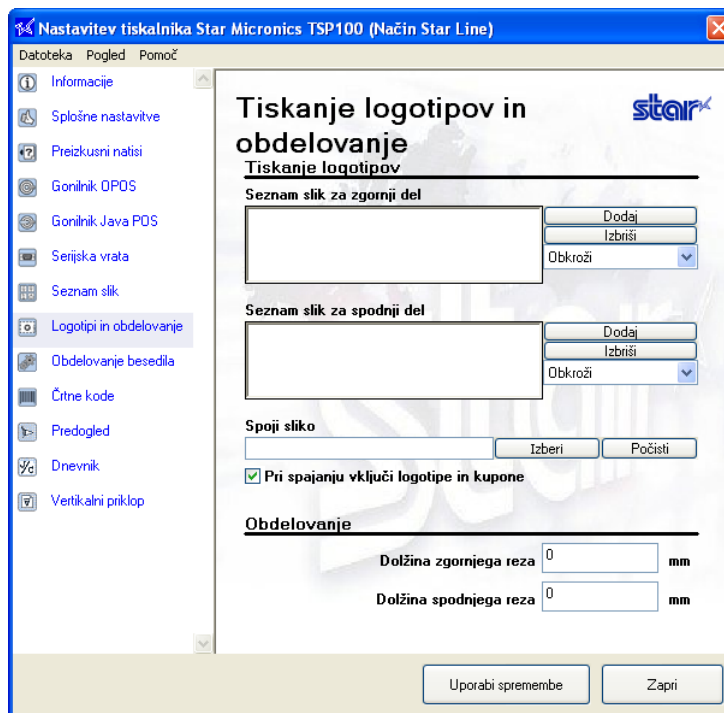 Nastavitev tiskalnika Star Micronics TSP100 (Način Star Line)
Datoteka Pogled Pomoč
Informacije
Splošne nastavitve
Preizkusni natisi
Gonilnik OPOS
Gonilnik Java POS
Serijska vrata
Seznam slik
Logotipi in obdelovanje
Obdelovanje besedila
Črtne kode
Predogled
Dnevnik
Vertikalni priklop
Tiskanje logotipov in
obdelovanje
star
Tiskanje logotipov
Seznam slik za zgornji del
Dodaj
Izbriši
Obkroži
Seznam slik za spodnji del
Dodaj
Izbriši
Obkroži
Spoji sliko
Izberi Počisti
Pri spajanju vključi logotipe in kupone
Obdelovanje
Dolžina zgornjega reza 0 mm
Dolžina spodnjega reza 0 mm
Uporabi spremembe Zapri